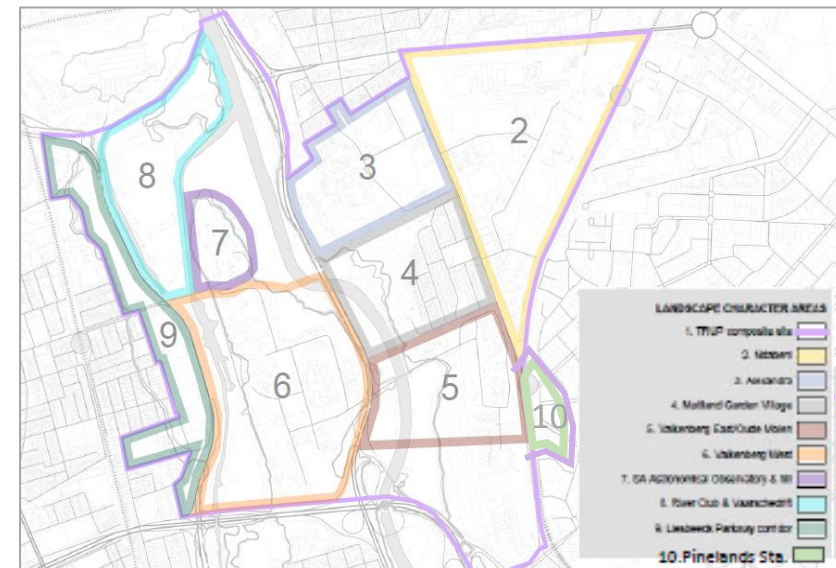 2
3
8
7
4
9
6
5
10
LANDSCAPE CHARACTER AREAS
1. TRUP composite site
2. Ndabeni
3. Alexandra
4. Maitland Garden Village
5. Valkenberg East/Oude Molen
6. Valkenberg West
7. SA Astronomical Observatory &
8. River Club & Vaarschedrift
9. Liesbeeck Parkway corridor
10.Pinelands Sta.